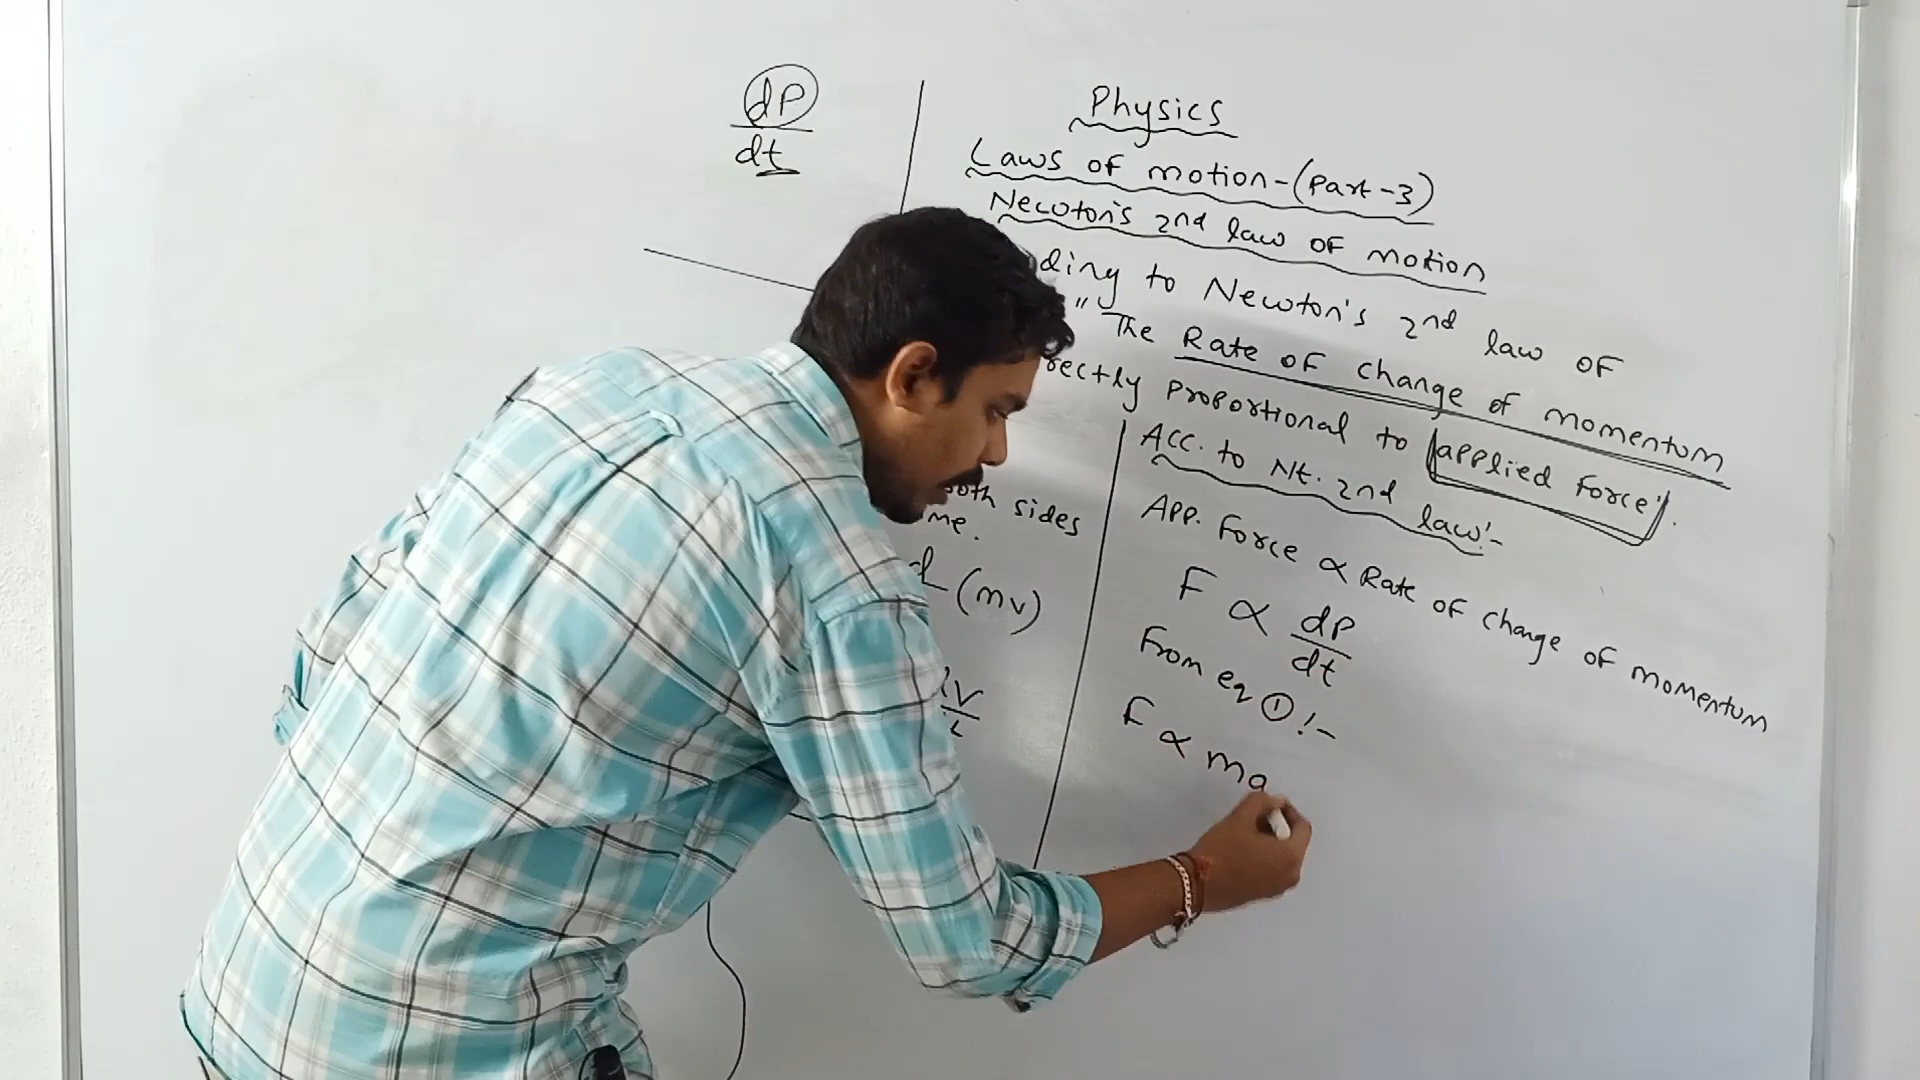 dP
dt
Physics
Laws of motion-(Part-3)
Newton's 2nd law of motion
to Newton's 2nd law of
"The Rate of change of momentum
proportional to applied Force".
sides
(mv)
Acc. to Nt. 2nd law:-
App. Force ∝ Rate of change of momentum
F ∝ dP
dt
From eq ① :-
F ∝ ma